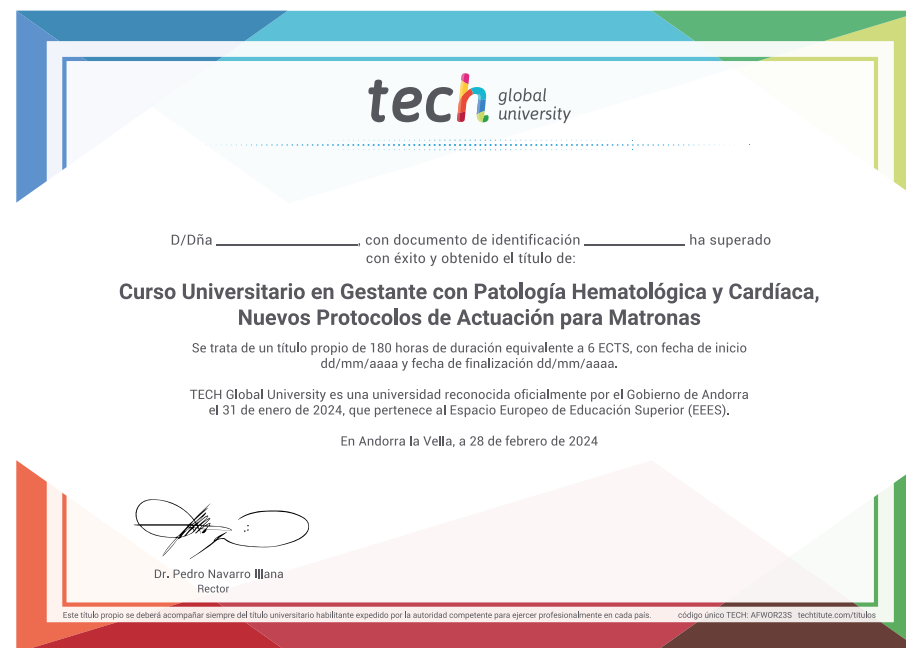 tech global university
D/Dña ____________________, con documento de identificación ______________ ha superado
con éxito y obtenido el título de:
Curso Universitario en Gestante con Patología Hematológica y Cardíaca,
Nuevos Protocolos de Actuación para Matronas
Se trata de un título propio de 180 horas de duración equivalente a 6 ECTS, con fecha de inicio
dd/mm/aaaa y fecha de finalización dd/mm/aaaa.
TECH Global University es una universidad reconocida oficialmente por el Gobierno de Andorra
el 31 de enero de 2024, que pertenece al Espacio Europeo de Educación Superior (EEES).
En Andorra la Vella, a 28 de febrero de 2024
Dr. Pedro Navarro Illana
Rector
Este título propio se deberá acompañar siempre del título universitario habilitante expedido por la autoridad competente para ejercer profesionalmente en cada país. código único TECH: AFWOR23S techtitute.com/titulos